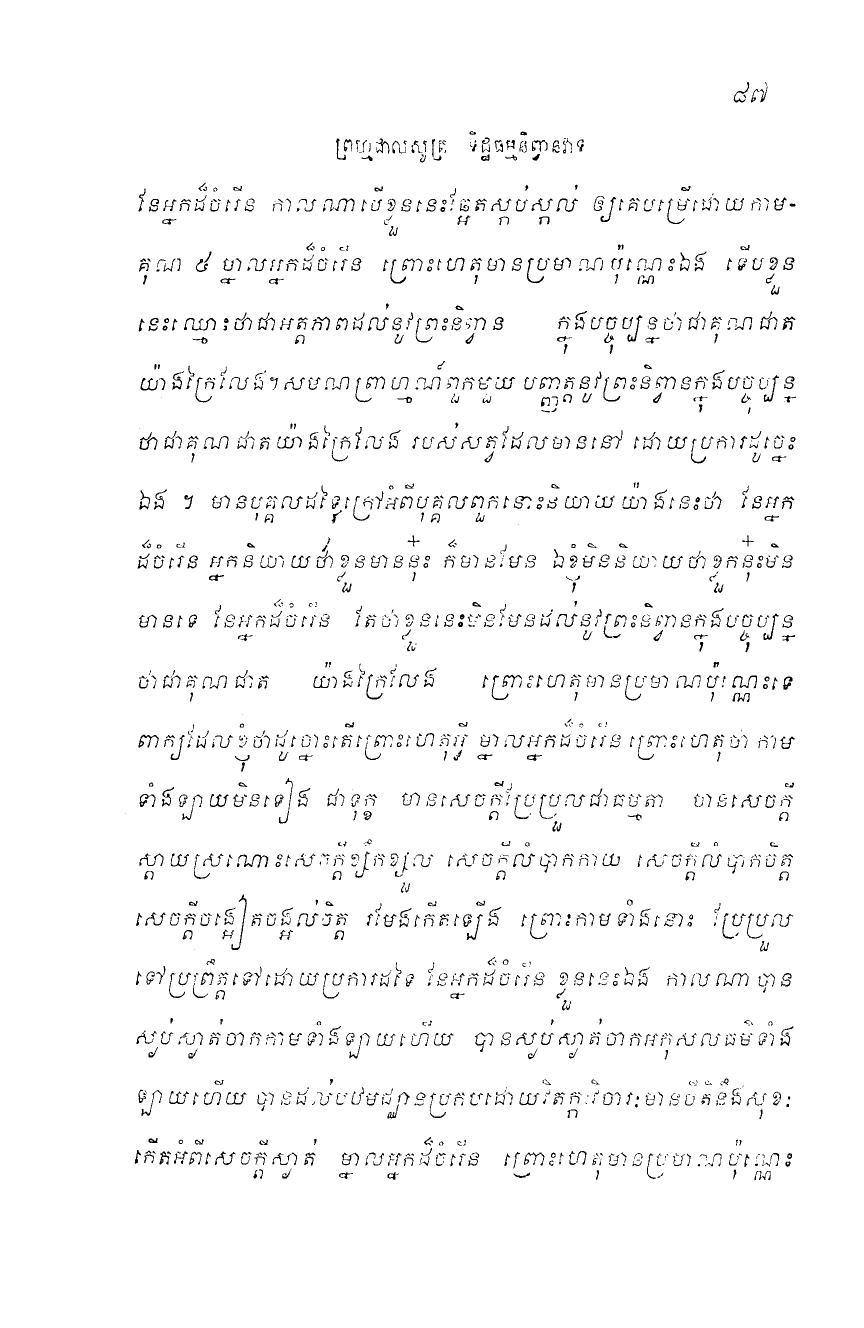 ៨៧
ព្រហ្មជាលសូត្រ ទិដ្ឋធម្មនិព្វានវាទ
នែអ្នកដ៏ចំរើន កាលណាបើខ្លួននេះឆ្អែតស្កប់ស្កល់ ឲ្យគេបម្រើដោយកាម-
គុណ ៥ ម្នាលអ្នកដ៏ចំរើន ព្រោះហេតុមានប្រមាណប៉ុណ្ណេះឯង ទើបខ្លួន
នេះឈ្មោះថាជាអត្តភាពដល់នូវព្រះនិព្វាន ក្នុងបច្ចុប្បន្នថាជាគុណជាត
យ៉ាងក្រៃលែង។ សមណព្រាហ្មណ៍ពួកមួយ បញ្ញត្តនូវព្រះនិព្វានក្នុងបច្ចុប្បន្ន
ថាជាគុណជាតយ៉ាងក្រៃលែង របស់សត្វដែលមាននៅ ដោយប្រការដូច្នេះ
ឯង ។ មានបុគ្គលដទៃក្រៅអំពីបុគ្គលពួកនោះនិយាយយ៉ាងនេះថា នែអ្នក
ដ៏ចំរើន អ្នកនិយាយថាខ្លួនមាននុ៎ះ ក៏មានមែន ឯខ្ញុំមិននិយាយថាខ្លួននុ៎ះមិន
មានទេ នែអ្នកដ៏ចំរើន តែថាខ្លួននេះមិនមែនដល់នូវព្រះនិព្វានក្នុងបច្ចុប្បន្ន
ថាជាគុណជាត យ៉ាងក្រៃលែង ព្រោះហេតុមានប្រមាណប៉ុណ្ណេះទេ
ពាក្យដែលខ្ញុំថាដូច្នោះតើព្រោះហេតុអ្វី ម្នាលអ្នកដ៏ចំរើន ព្រោះហេតុថា កាម
ទាំងឡាយមិនទៀង ជាទុក្ខ មានសេចក្តីប្រែប្រួលជាធម្មតា បានសេចក្តី
ស្តាយស្រណោះសេចក្តីខ្សឹកខ្សួល សេចក្តីលំបាកកាយ សេចក្តីលំបាកចិត្ត
សេចក្តីចង្អៀតចង្អល់ចិត្ត រមែងកើតឡើង ព្រោះកាមទាំងនោះ ប្រែប្រួល
ទៅប្រព្រឹត្តទៅដោយប្រការដទៃ នែអ្នកដ៏ចំរើន ខ្លួននេះឯង កាលណាបាន
ស្ងប់ស្ងាត់ចាកកាមទាំងឡាយហើយ បានស្ងប់ស្ងាត់ចាកអកុសលធម៌ទាំង
ឡាយហើយ បានដល់បឋមជ្ឈានប្រកបដោយវិតក្កៈវិចារៈមានបីតិនិងសុខៈ
កើតអំពីសេចក្តីស្ងាត់ ម្នាលអ្នកដ៏ចំរើន ព្រោះហេតុមានប្រមាណប៉ុណ្ណេះ